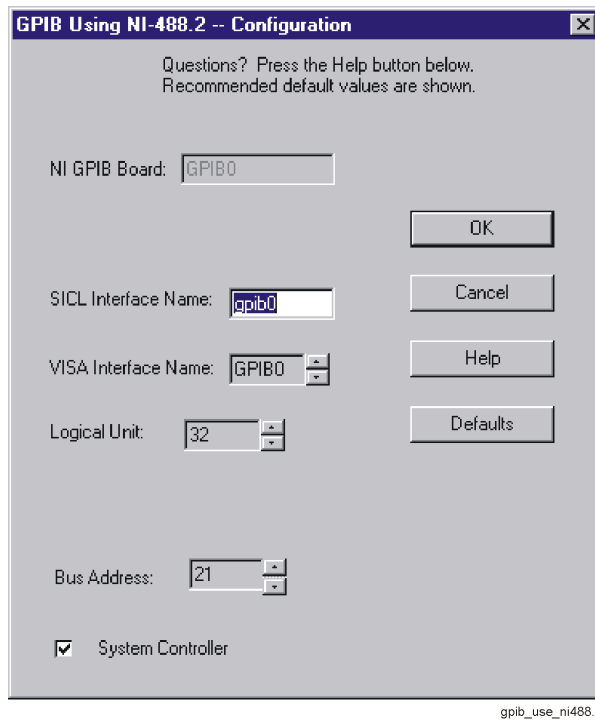 GPIB Using NI-488.2 -- Configuration
Questions? Press the Help button below.
Recommended default values are shown.
NI GPIB Board: GPIB0
OK
SICL Interface Name: gpib0
Cancel
VISA Interface Name: GPIB0
Help
Logical Unit: 32
Defaults
Bus Address: 21
System Controller
gpib_use_ni488.